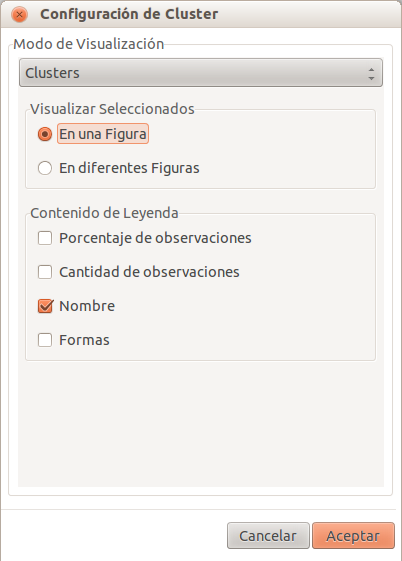 Configuración de Cluster
Modo de Visualización
Clusters
Visualizar Seleccionados
En una Figura
En diferentes Figuras
Contenido de Leyenda
Porcentaje de observaciones
Cantidad de observaciones
Nombre
Formas
Cancelar
Aceptar